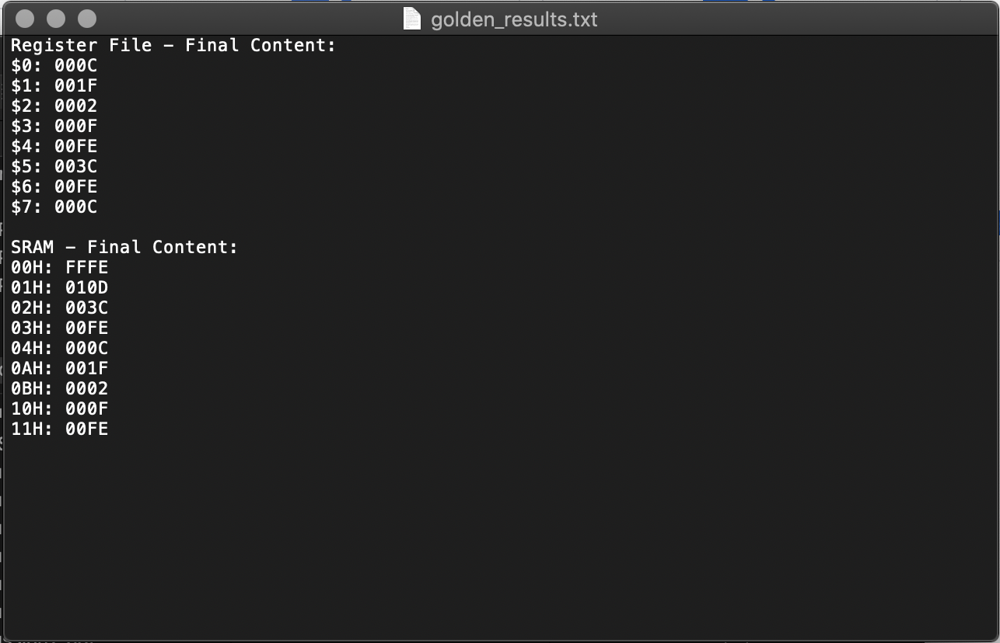 golden_results.txt
Register File - Final Content:
$0: 000C
$1: 001F
$2: 0002
$3: 000F
$4: 00FE
$5: 003C
$6: 00FE
$7: 000C

SRAM - Final Content:
00H: FFFE
01H: 010D
02H: 003C
03H: 00FE
04H: 000C
0AH: 001F
0BH: 0002
10H: 000F
11H: 00FE